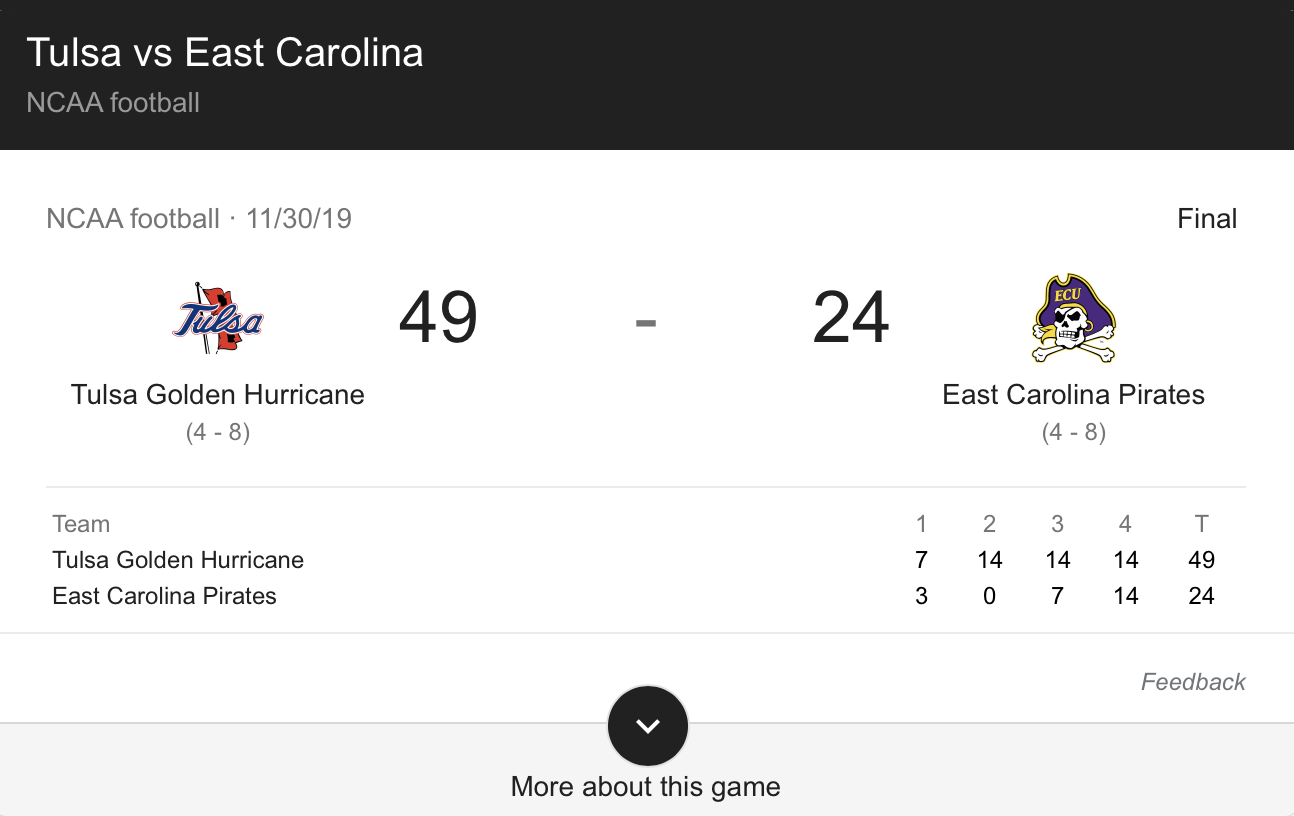 Tulsa vs East Carolina
NCAA football
NCAA football · 11/30/19 Final
Tulsa 49 - 24 ECU
Tulsa Golden Hurricane East Carolina Pirates
(4 - 8) (4 - 8)
Team 1 2 3 4 T
Tulsa Golden Hurricane 7 14 14 14 49
East Carolina Pirates 3 0 7 14 24
Feedback
More about this game